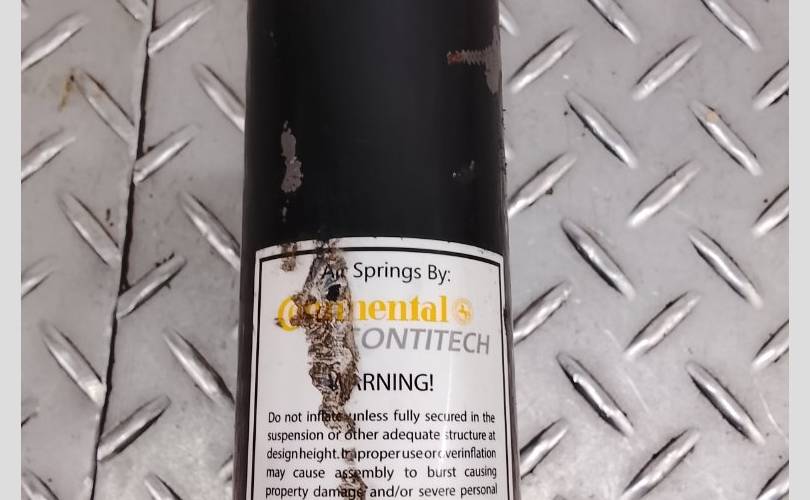 Air Springs By:
Continental
CONTITECH
WARNING!
Do not inflate unless fully secured in the
suspension or other adequate structure at
design height. Improper use or overinflation
may cause assembly to burst causing
property damage and/or severe personal